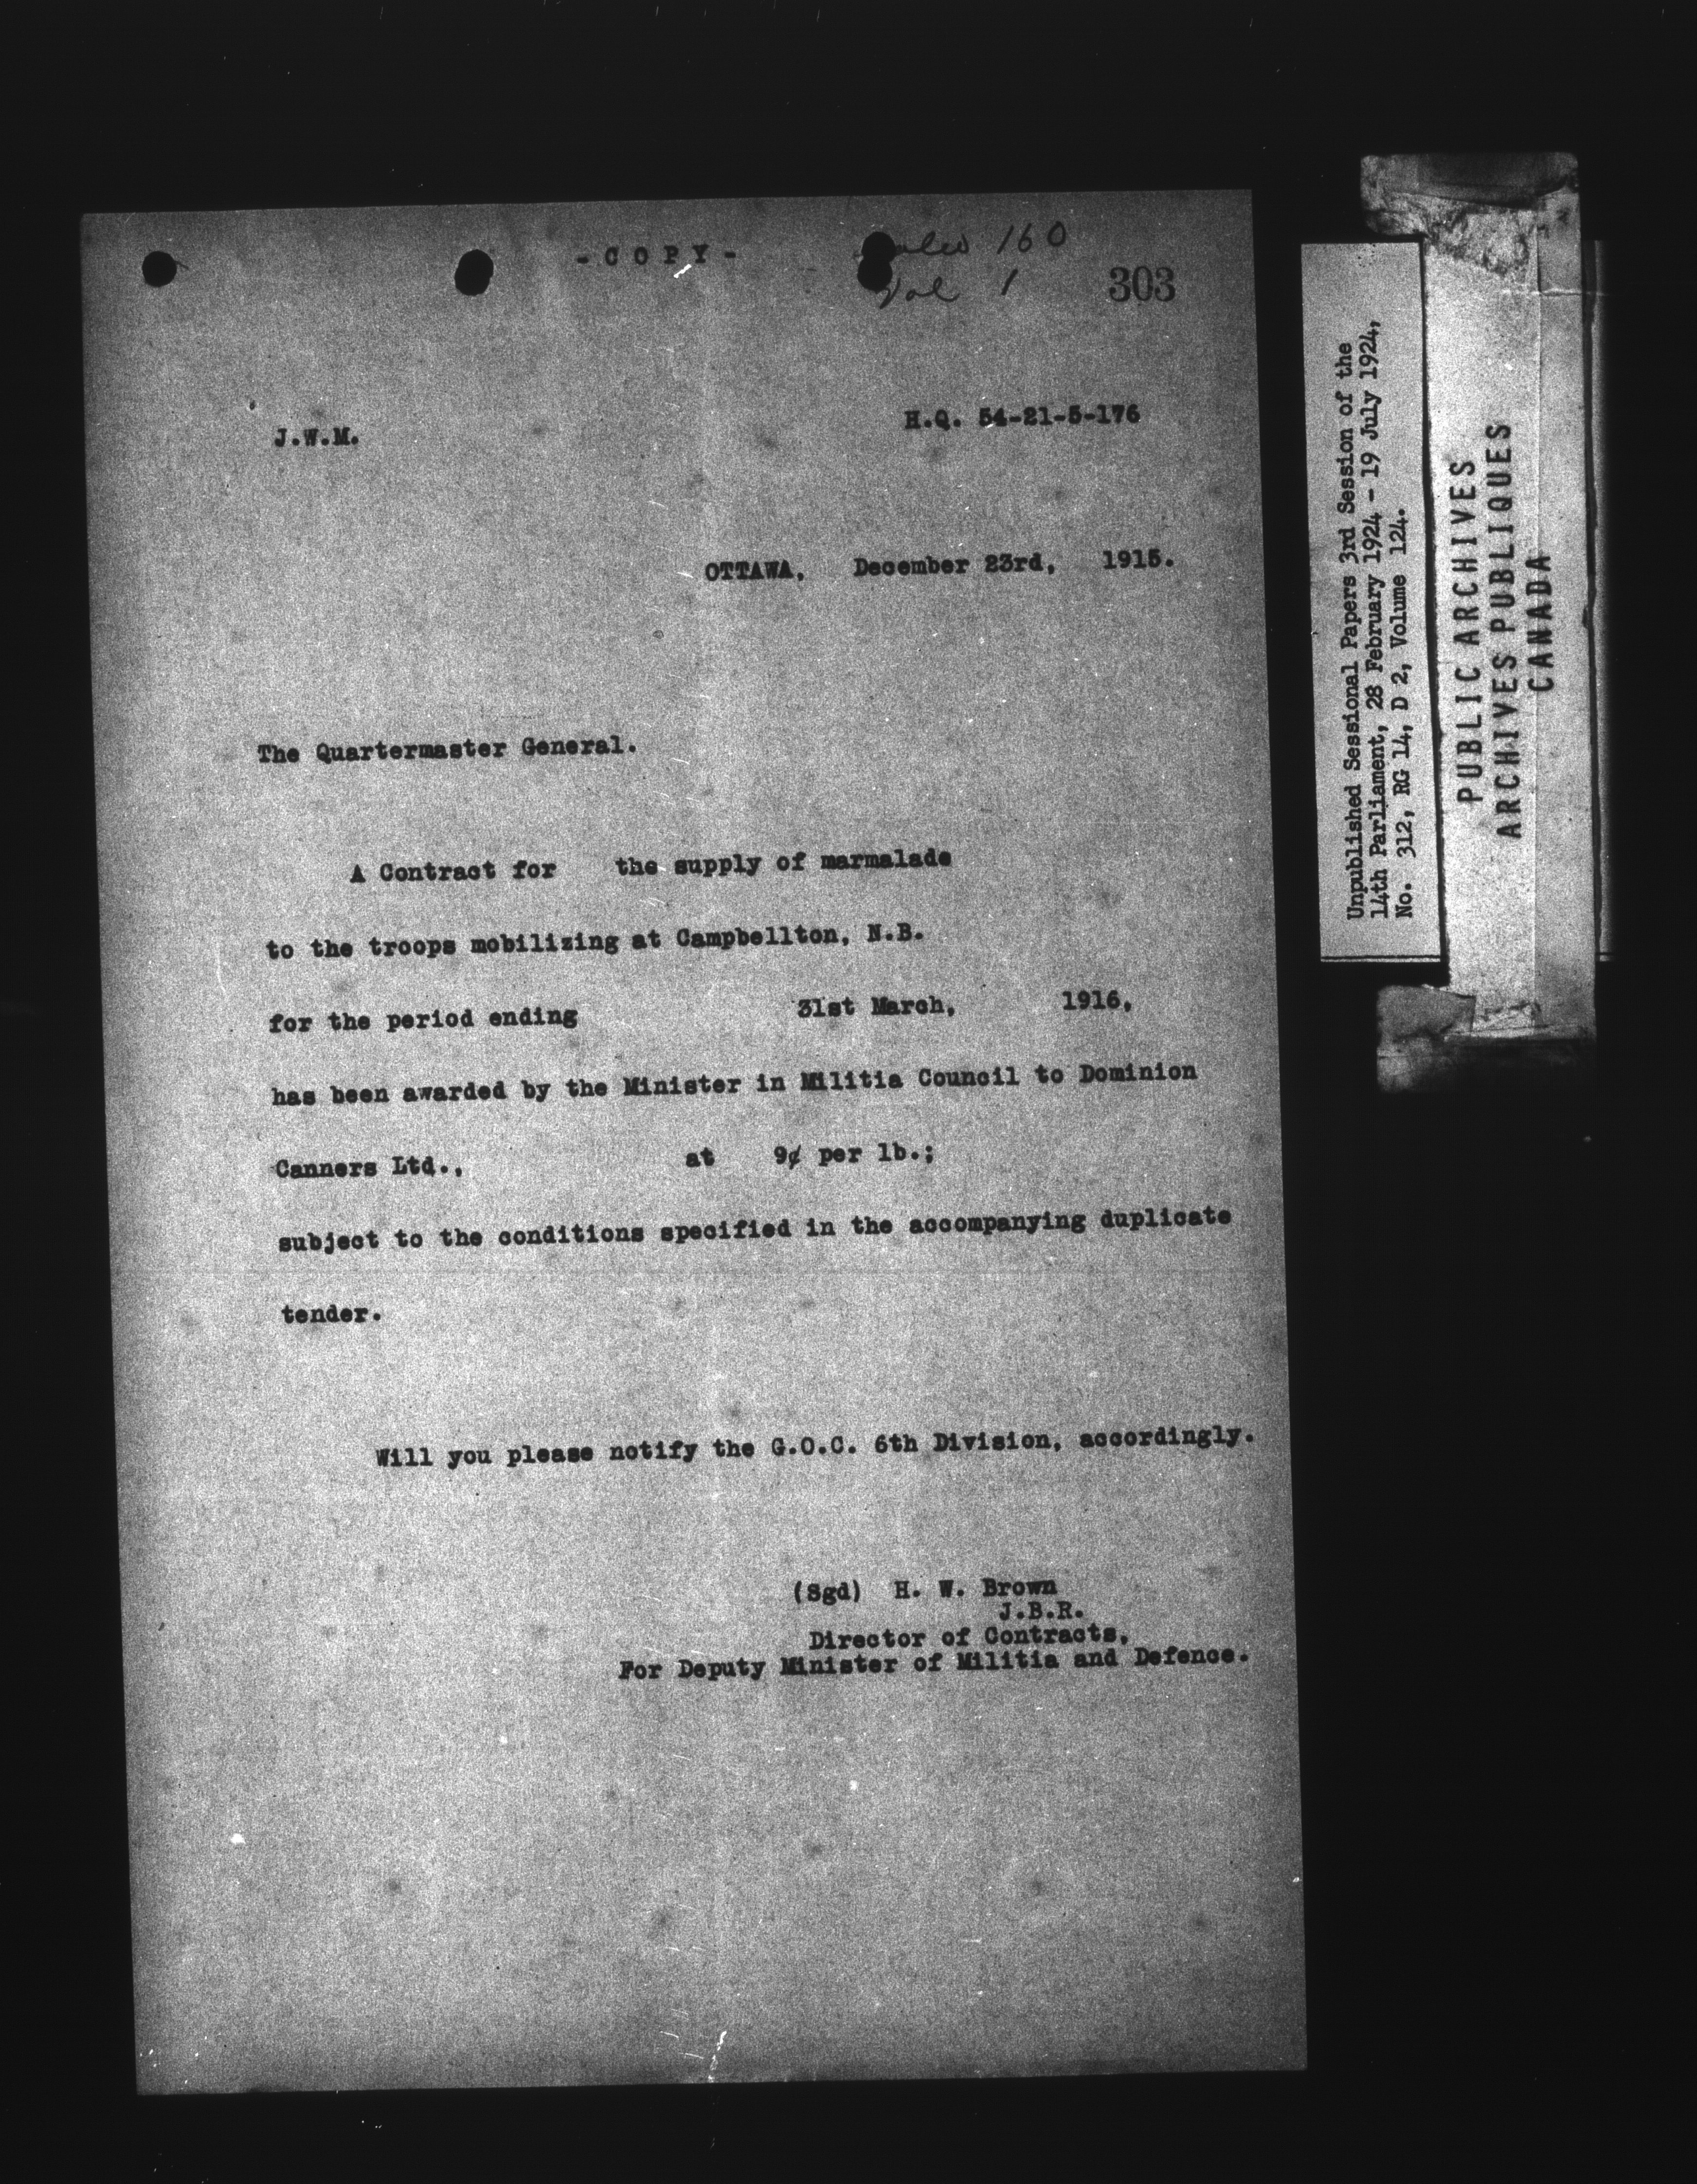 - C O P Y -
160
Vol 1
303
J.W.M.
H.Q. 54-21-5-176
OTTAWA, December 23rd, 1915.
The Quartermaster General.
A Contract for the supply of marmalade
to the troops mobilizing at Campbellton, N.B.
for the period ending 31st March, 1916,
has been awarded by the Minister in Militia Council to Dominion
Canners Ltd., at 9¢ per lb.;
subject to the conditions specified in the accompanying duplicate
tender.
Will you please notify the G.O.C. 6th Division, accordingly.
(Sgd) H. W. Brown
J.B.R.
Director of Contracts,
For Deputy Minister of Militia and Defence.
Unpublished Sessional Papers 3rd Session of the
14th Parliament, 28 February 1924 - 19 July 1924,
No. 312, RG 14, D 2, Volume 124.
PUBLIC ARCHIVES
ARCHIVES PUBLIQUES
CANADA